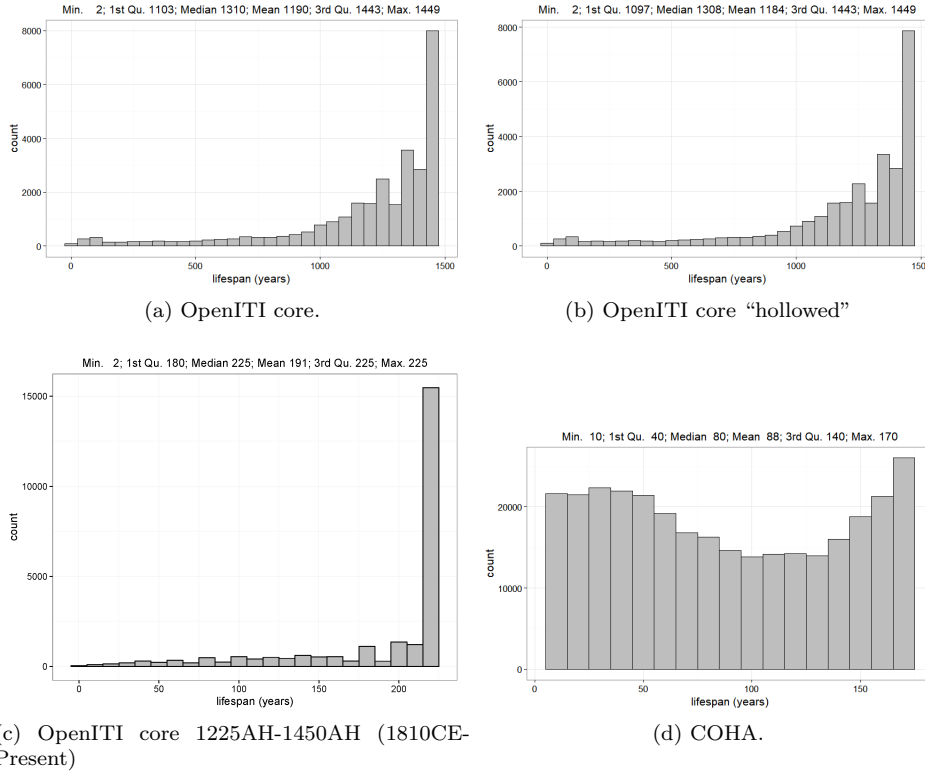 Min. 2; 1st Qu. 1103; Median 1310; Mean 1190; 3rd Qu. 1443; Max. 1449
8000
6000
4000
2000
0
count
0 500 1000 1500
lifespan (years)
(a) OpenITI core.
Min. 2; 1st Qu. 1097; Median 1308; Mean 1184; 3rd Qu. 1443; Max. 1449
8000
6000
4000
2000
0
count
0 500 1000 1500
lifespan (years)
(b) OpenITI core “hollowed”
Min. 2; 1st Qu. 180; Median 225; Mean 191; 3rd Qu. 225; Max. 225
15000
10000
5000
0
count
0 50 100 150 200
lifespan (years)
(c) OpenITI core 1225AH-1450AH (1810CE-
Present)
Min. 10; 1st Qu. 40; Median 80; Mean 88; 3rd Qu. 140; Max. 170
20000
10000
0
count
0 50 100 150
lifespan (years)
(d) COHA.